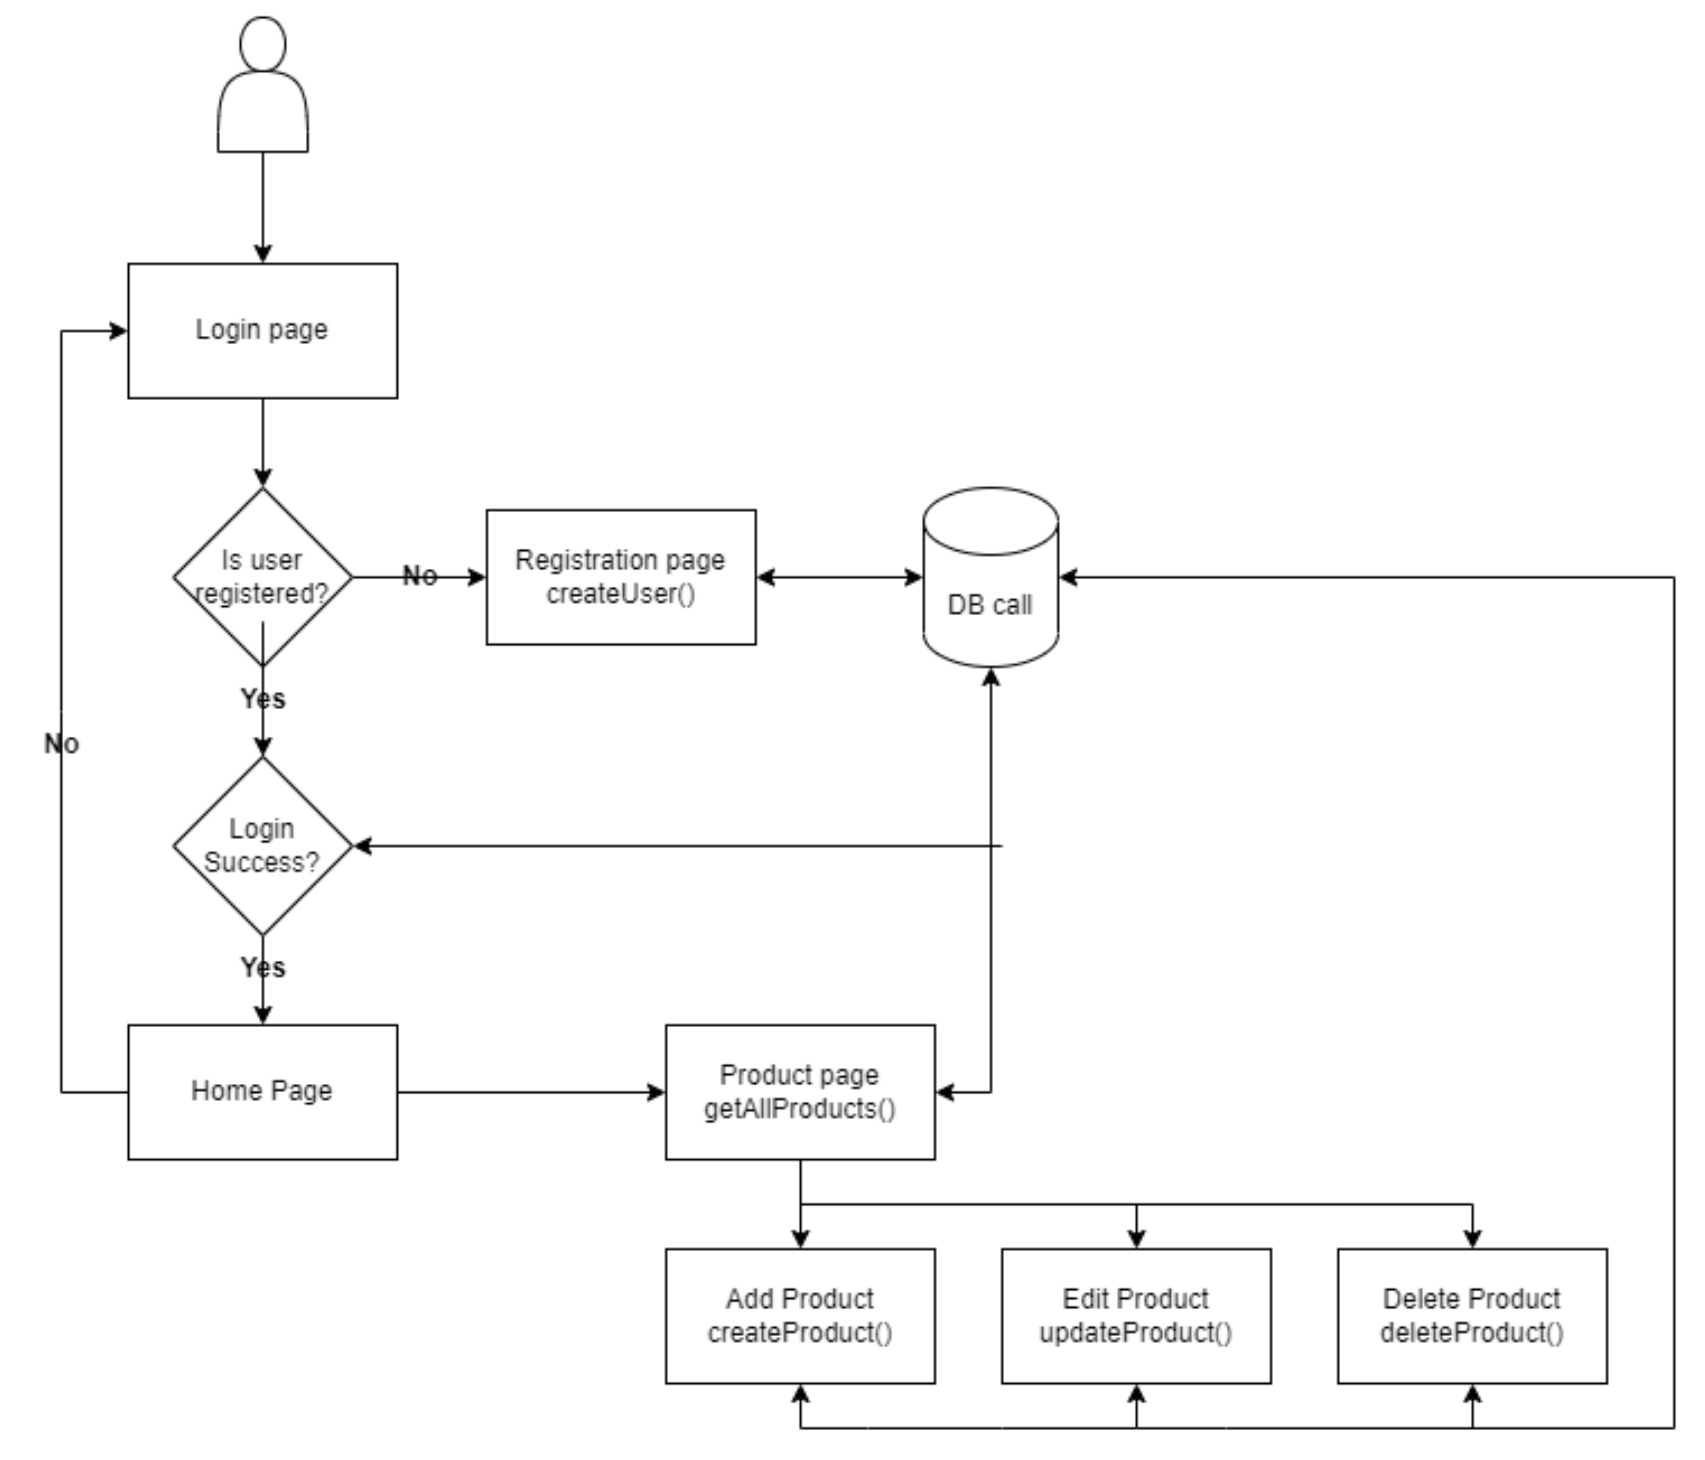 Login page
Is user
registered?
No
Registration page
createUser()
DB call
Yes
No
Login
Success?
Yes
Home Page
Product page
getAllProducts()
Add Product
createProduct()
Edit Product
updateProduct()
Delete Product
deleteProduct()